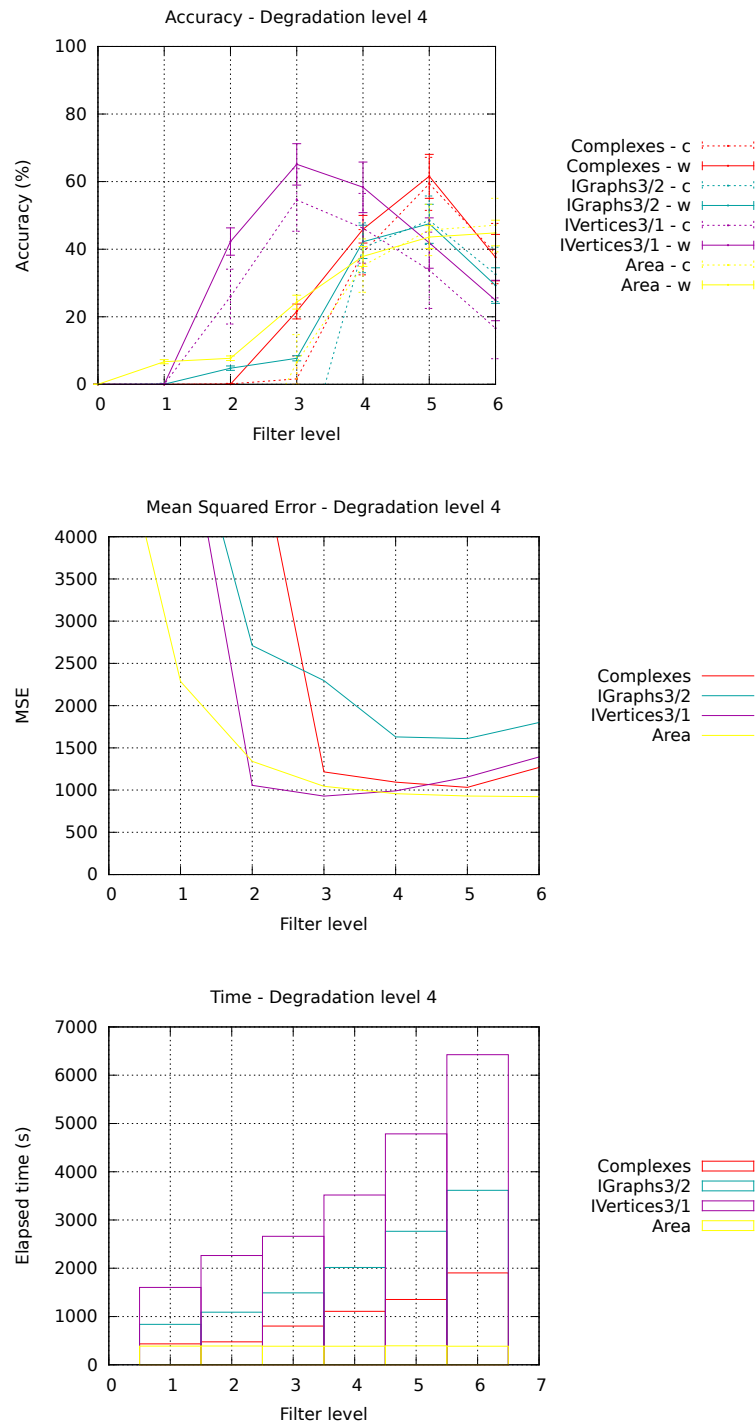 Accuracy - Degradation level 4
100
80
60
40
20
0
Accuracy (%)
0 1 2 3 4 5 6
Filter level
Complexes - c
Complexes - w
IGraphs3/2 - c
IGraphs3/2 - w
IVertices3/1 - c
IVertices3/1 - w
Area - c
Area - w
Mean Squared Error - Degradation level 4
4000
3500
3000
2500
2000
1500
1000
500
0
MSE
0 1 2 3 4 5 6
Filter level
Complexes
IGraphs3/2
IVertices3/1
Area
Time - Degradation level 4
7000
6000
5000
4000
3000
2000
1000
0
Elapsed time (s)
0 1 2 3 4 5 6 7
Filter level
Complexes
IGraphs3/2
IVertices3/1
Area